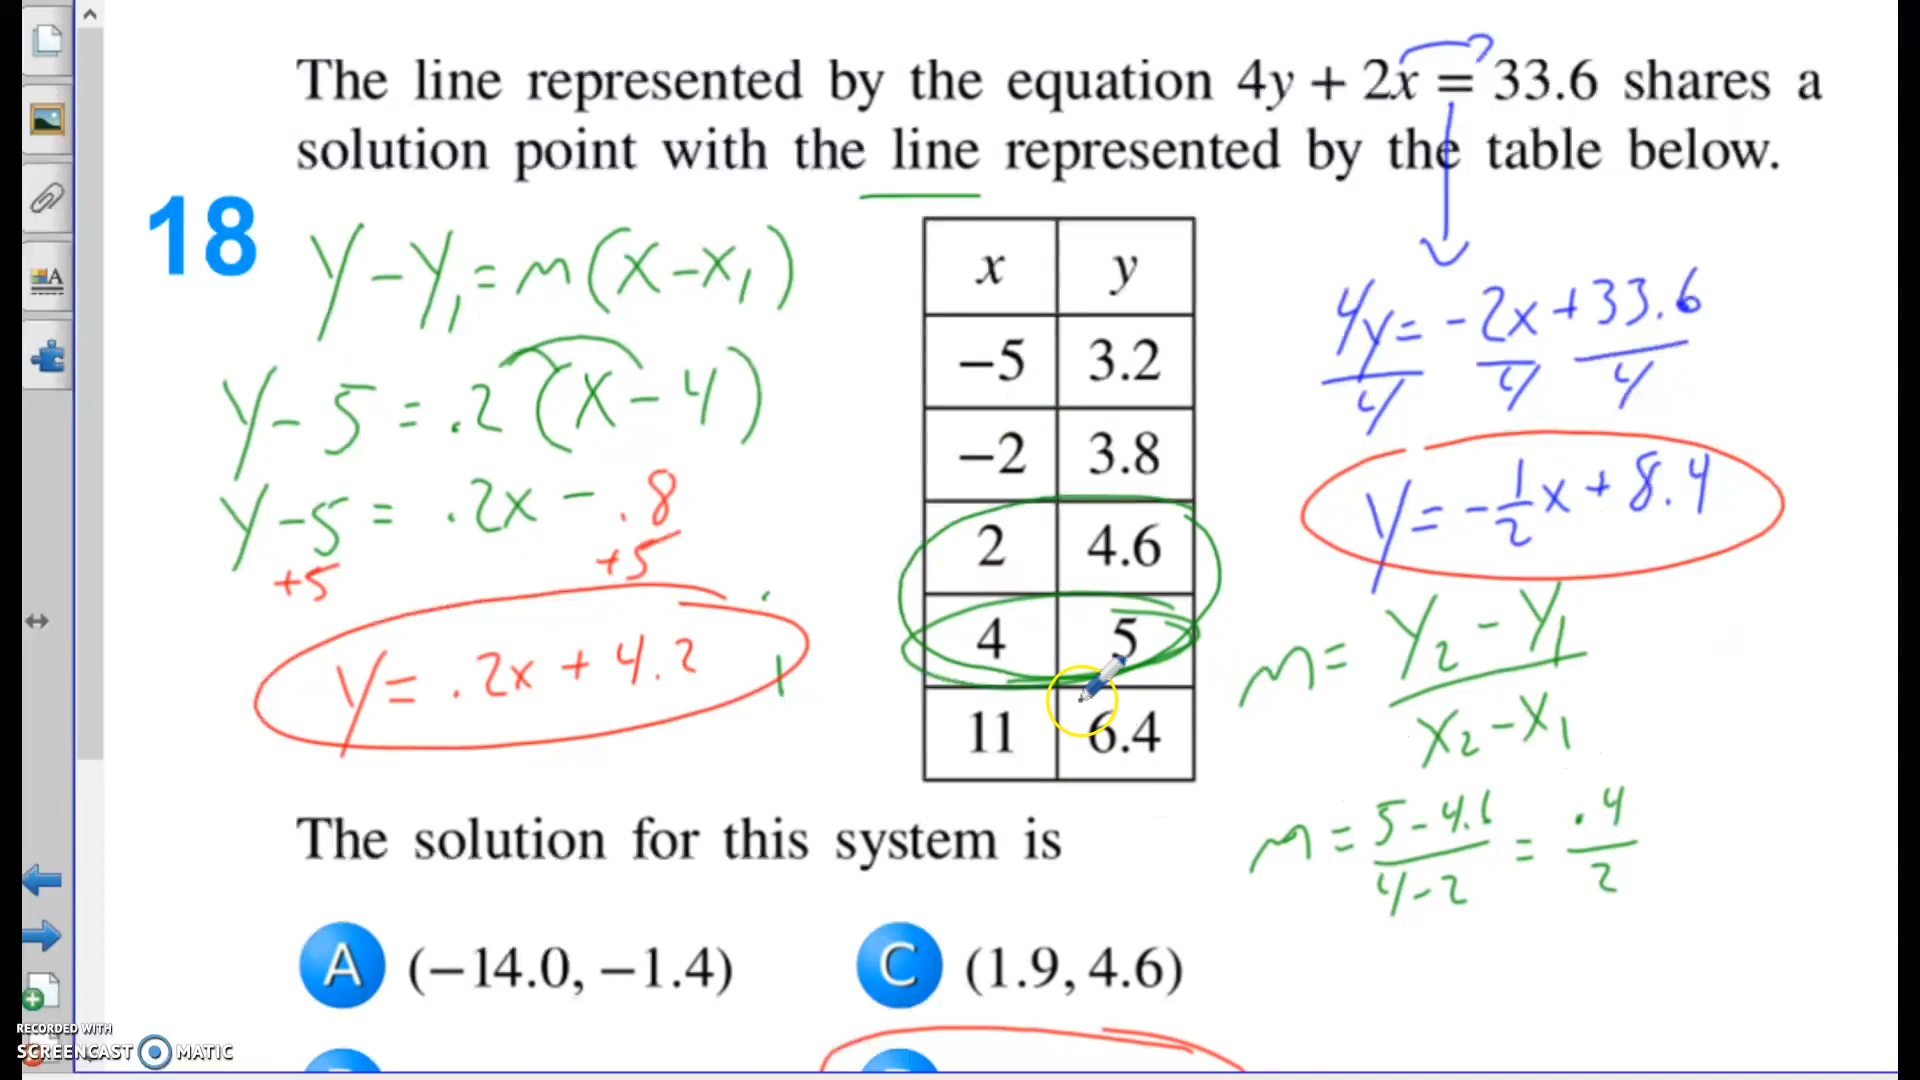 The line represented by the equation 4y + 2x = 33.6 shares a
solution point with the line represented by the table below.
18
y - y₁ = m(x - x₁)
y - 5 = .2(x - 4)
y - 5 = .2x - .8
+5 +5
y = .2x + 4.2
x y
−5 3.2
−2 3.8
2 4.6
4 5
11 6.4
4y = -2x + 33.6
4 4 4
y = -1/2x + 8.4
m = y₂ - y₁
x₂ - x₁
m = 5 - 4.6 = .4
4 - 2 2
The solution for this system is
A (−14.0, −1.4)
C (1.9, 4.6)
RECORDED WITH
SCREENCAST MATIC